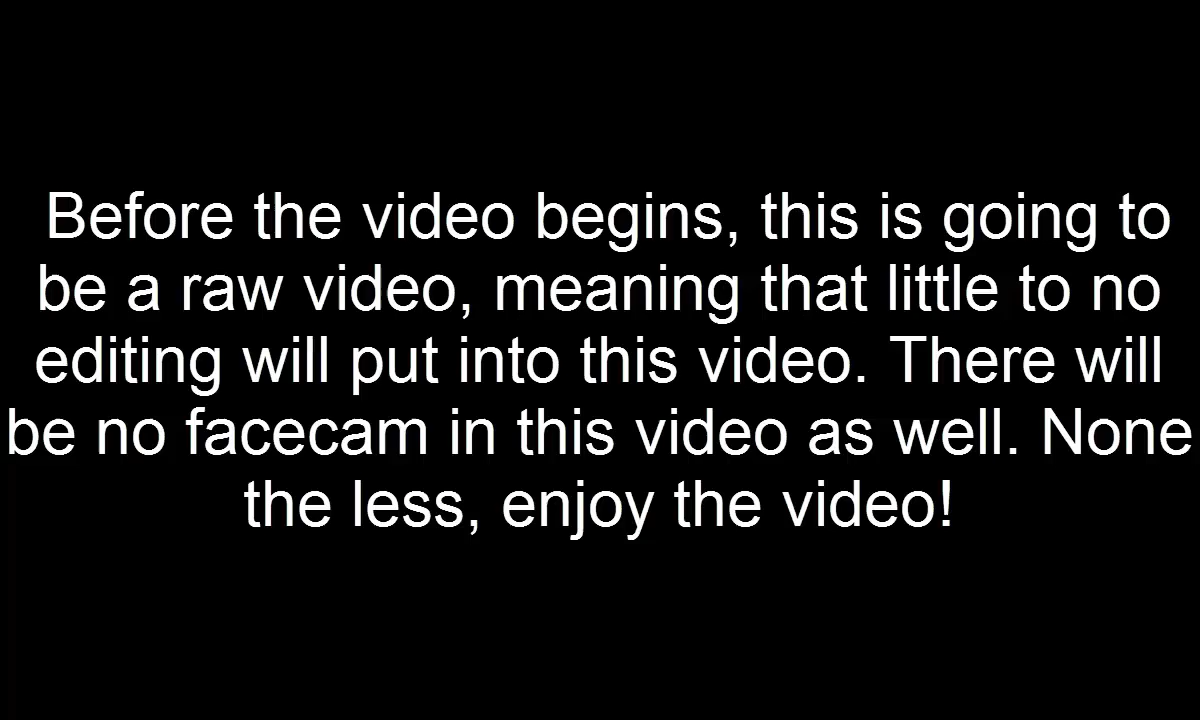 Before the video begins, this is going to
be a raw video, meaning that little to no
editing will put into this video. There will
be no facecam in this video as well. None
the less, enjoy the video!